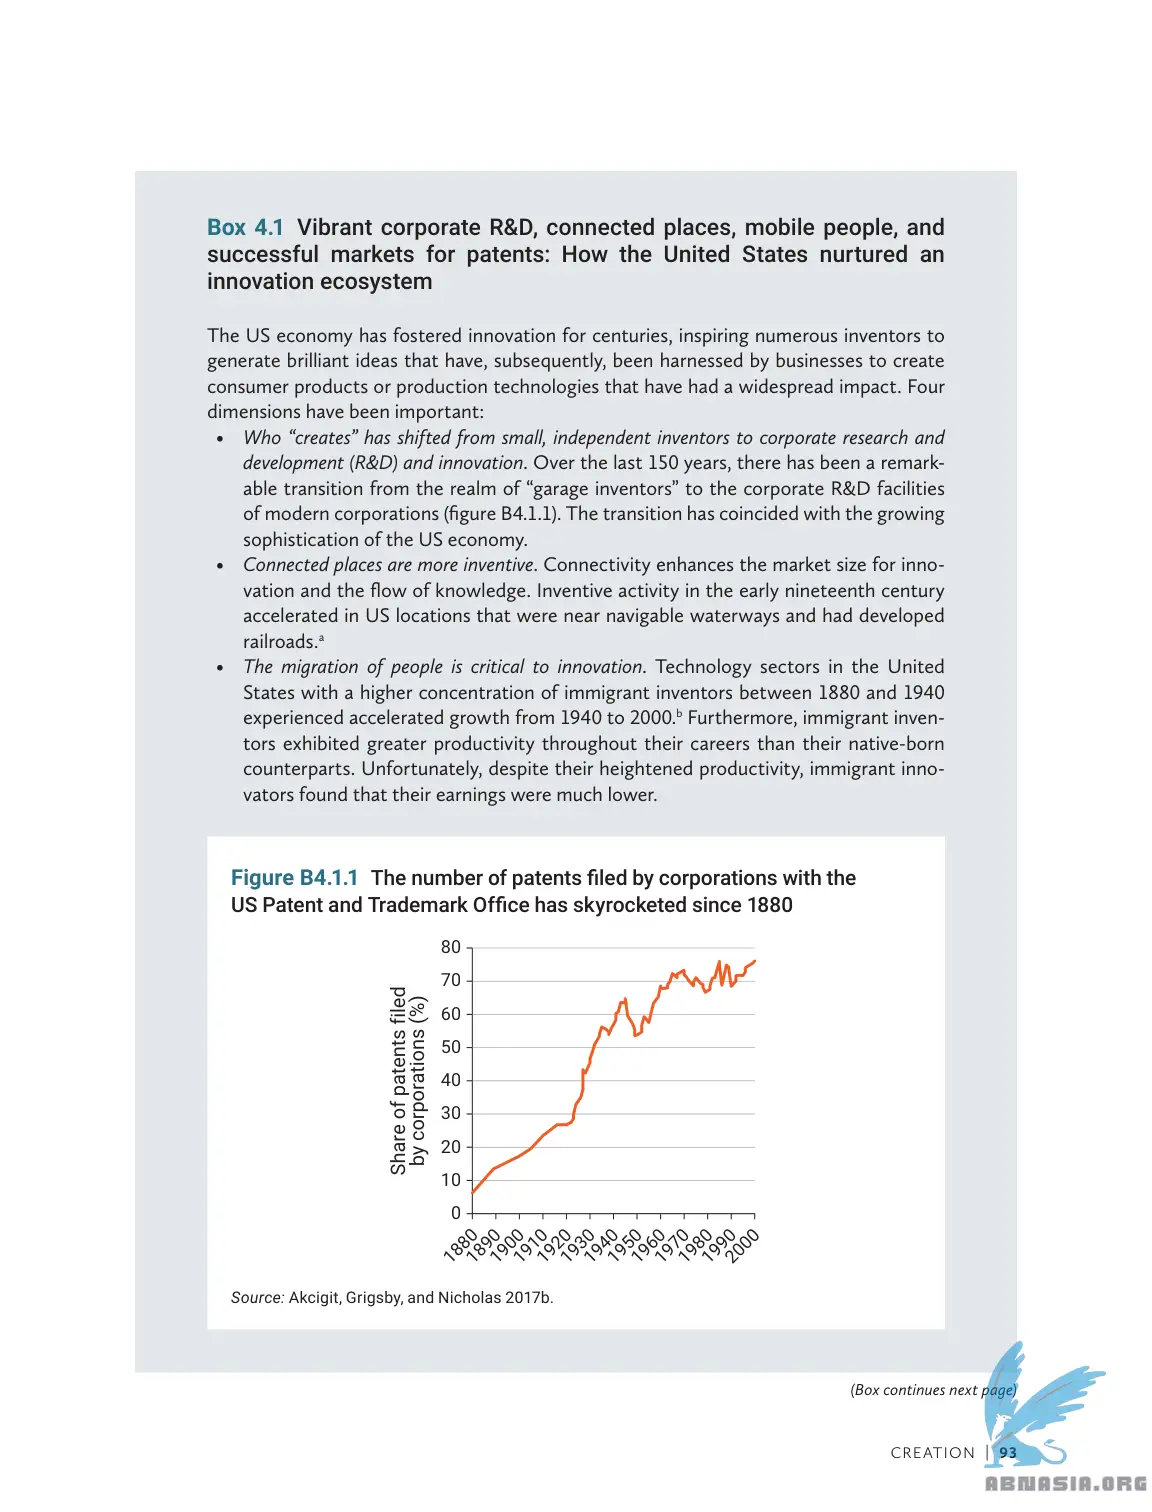 Box 4.1 Vibrant corporate R&D, connected places, mobile people, and
successful markets for patents: How the United States nurtured an
innovation ecosystem
The US economy has fostered innovation for centuries, inspiring numerous inventors to
generate brilliant ideas that have, subsequently, been harnessed by businesses to create
consumer products or production technologies that have had a widespread impact. Four
dimensions have been important:
• Who “creates” has shifted from small, independent inventors to corporate research and
development (R&D) and innovation. Over the last 150 years, there has been a remark-
able transition from the realm of “garage inventors” to the corporate R&D facilities
of modern corporations (figure B4.1.1). The transition has coincided with the growing
sophistication of the US economy.
• Connected places are more inventive. Connectivity enhances the market size for inno-
vation and the flow of knowledge. Inventive activity in the early nineteenth century
accelerated in US locations that were near navigable waterways and had developed
railroads.a
• The migration of people is critical to innovation. Technology sectors in the United
States with a higher concentration of immigrant inventors between 1880 and 1940
experienced accelerated growth from 1940 to 2000.b Furthermore, immigrant inven-
tors exhibited greater productivity throughout their careers than their native-born
counterparts. Unfortunately, despite their heightened productivity, immigrant inno-
vators found that their earnings were much lower.
Figure B4.1.1 The number of patents filed by corporations with the
US Patent and Trademark Office has skyrocketed since 1880
Share of patents filed
by corporations (%)
80
70
60
50
40
30
20
10
0
1880
1890
1900
1910
1920
1930
1940
1950
1960
1970
1980
1990
2000
Source: Akcigit, Grigsby, and Nicholas 2017b.
(Box continues next page)
CREATION | 93
ABNASIA.ORG